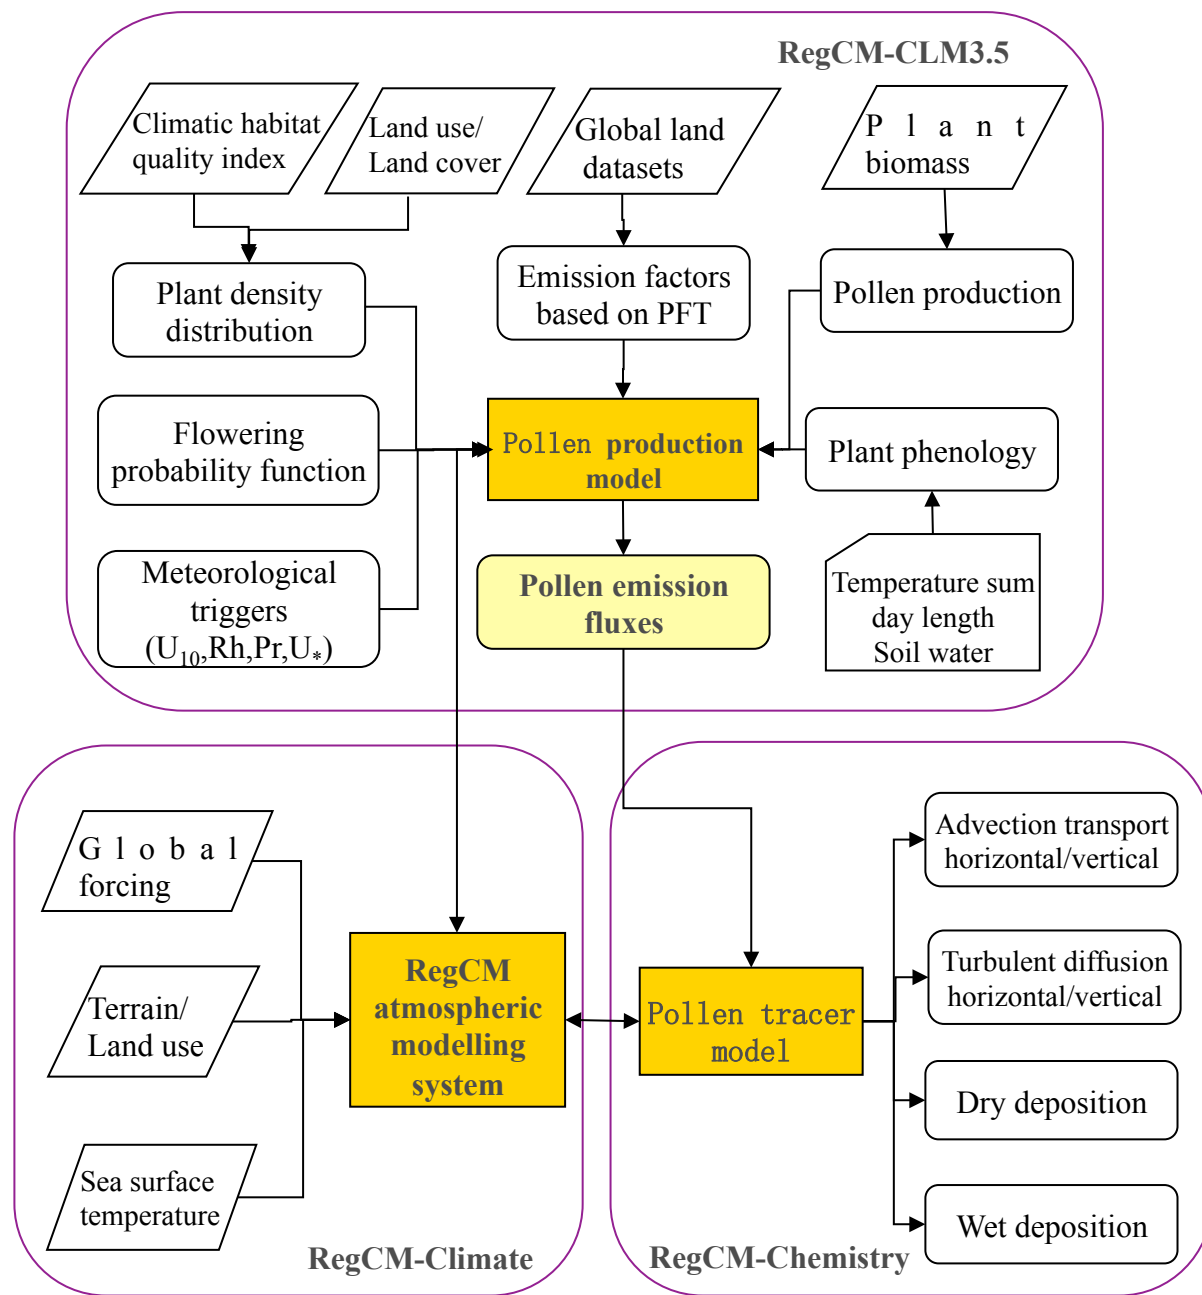 RegCM-CLM3.5
Climatic habitat
quality index
Land use/
Land cover
Global land
datasets
P l a n t
biomass
Plant density
distribution
Emission factors
based on PFT
Pollen production
Flowering
probability function
Pollen production
model
Plant phenology
Meteorological
triggers
(U10,Rh,Pr,U*)
Pollen emission
fluxes
Temperature sum
day length
Soil water
G l o b a l
forcing
Terrain/
Land use
Sea surface
temperature
RegCM
atmospheric
modelling
system
RegCM-Climate
Pollen tracer
model
Advection transport
horizontal/vertical
Turbulent diffusion
horizontal/vertical
Dry deposition
Wet deposition
RegCM-Chemistry